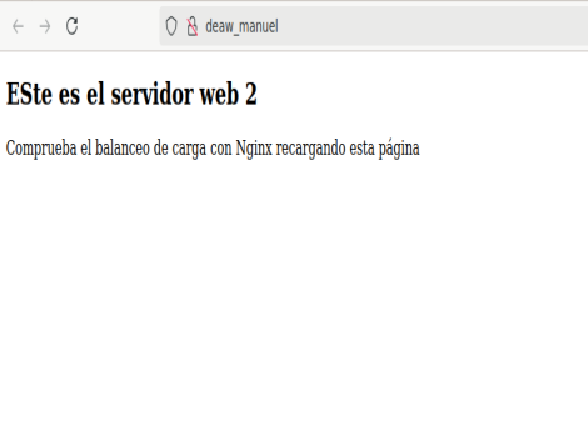 deaw_manuel
ESte es el servidor web 2
Comprueba el balanceo de carga con Nginx recargando esta página